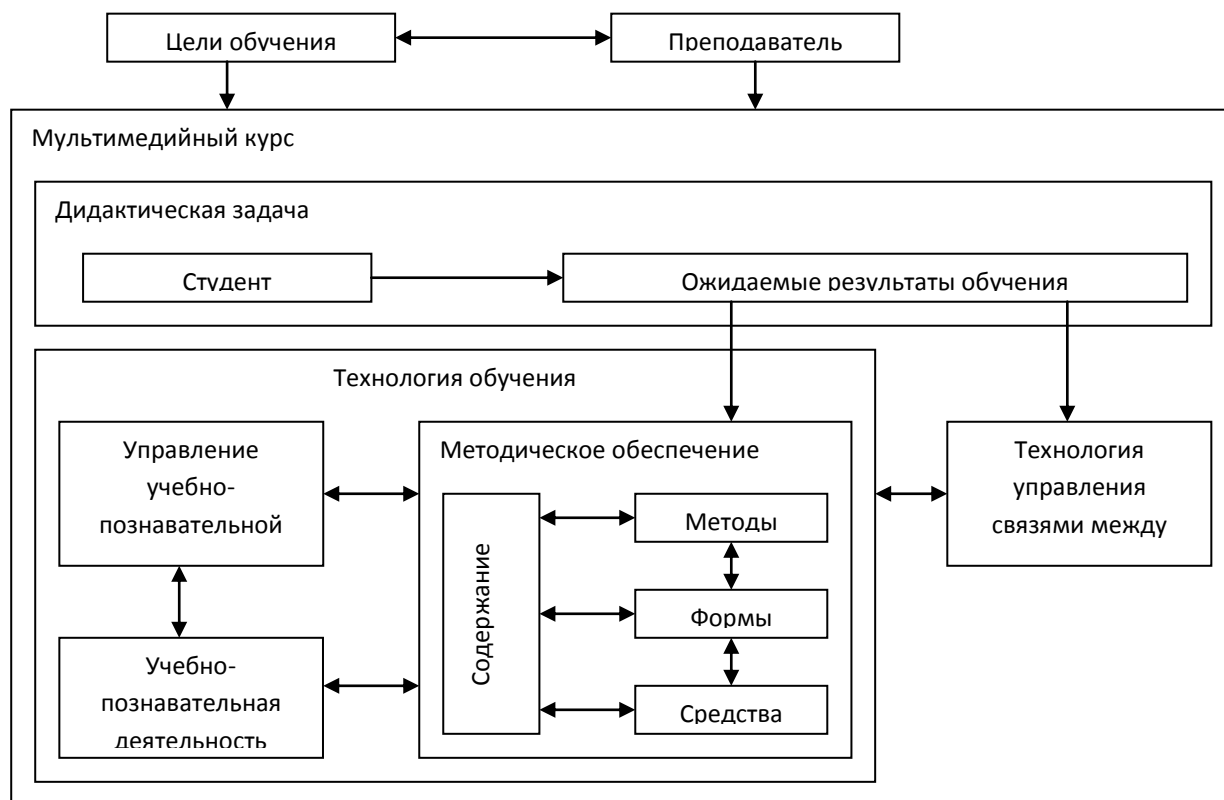 Цели обучения
Преподаватель
Мультимедийный курс
Дидактическая задача
Студент
Ожидаемые результаты обучения
Технология обучения
Управление
учебно-
познавательной
Учебно-
познавательная
деятельность
Методическое обеспечение
Содержание
Методы
Формы
Средства
Технология
управления
связями между